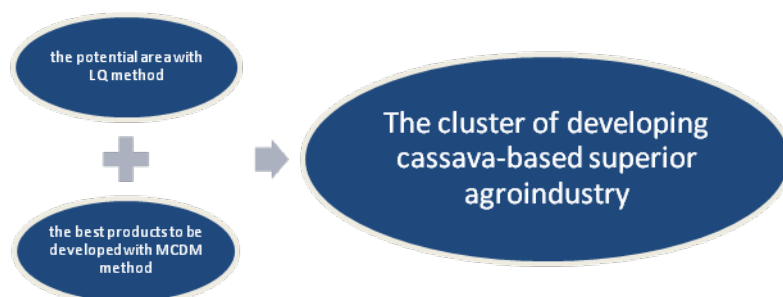 the potential area with
LQ method
the best products to be
developed with MCDM
method
The cluster of developing
cassava-based superior
agroindustry